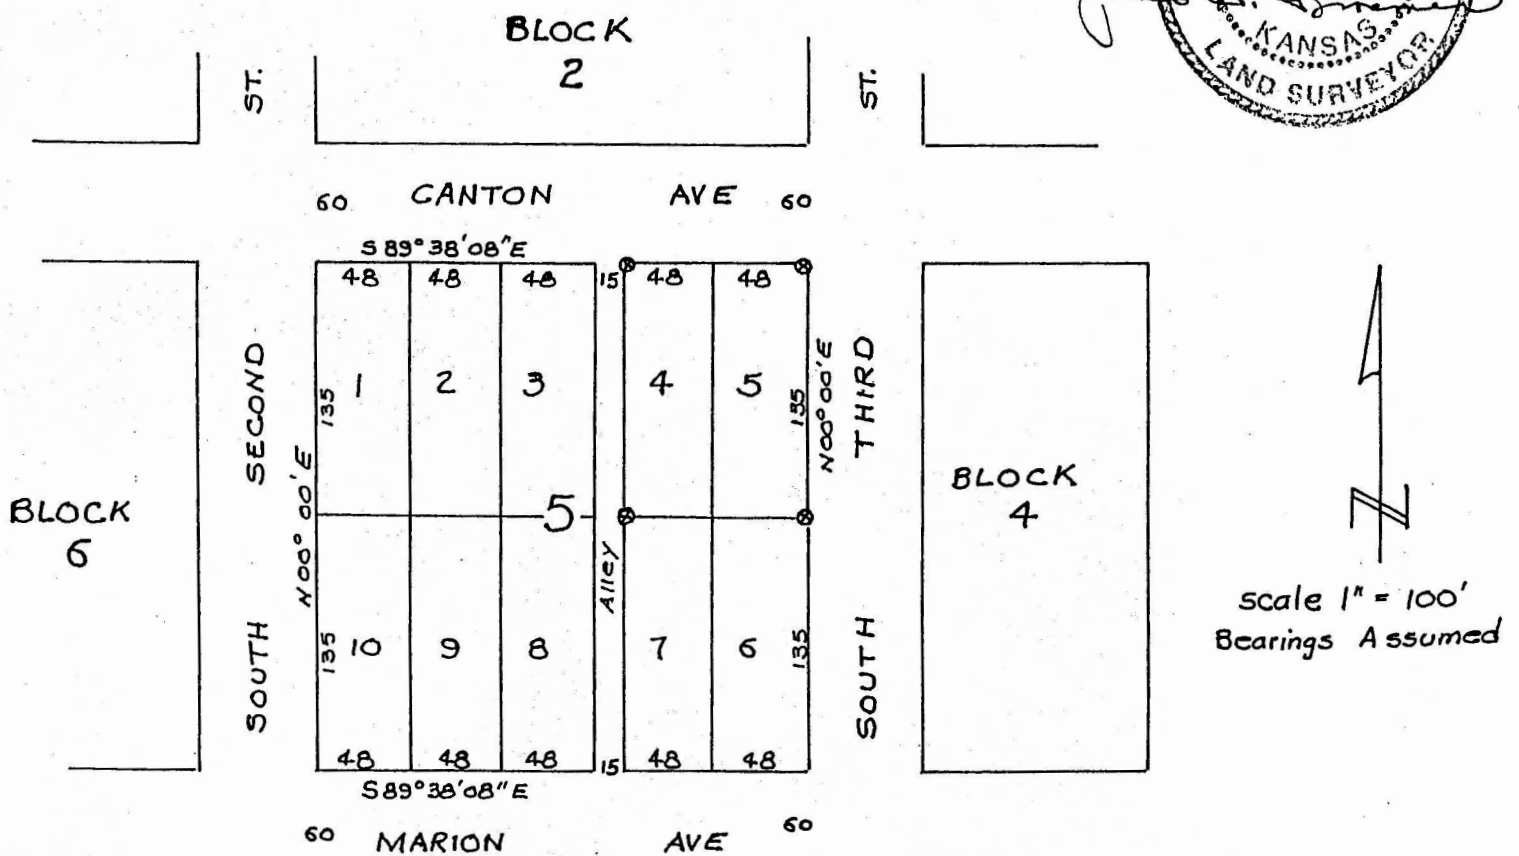 BLOCK
2
KANSAS
LAND SURVEYOR
ST.
ST.
60 CANTON AVE 60
S 89° 38' 08" E
48 48 48 15 48 48
SECOND
THIRD
N00° 00' E
135 1 2 3 4 5 135
N00° 00' E
BLOCK
6
5
Alley
BLOCK
4
scale 1" = 100'
Bearings Assumed
SOUTH
SOUTH
135 10 9 8 7 6 135
48 48 48 15 48 48
S 89° 38' 08" E
60 MARION AVE 60